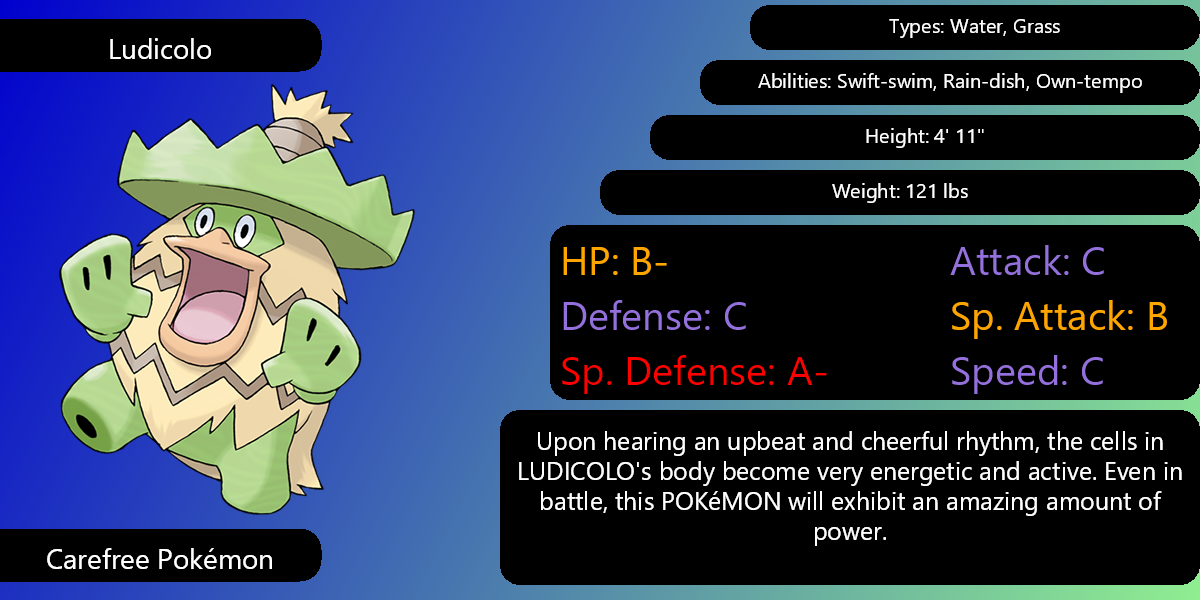 Ludicolo
Types: Water, Grass
Abilities: Swift-swim, Rain-dish, Own-tempo
Height: 4' 11"
Weight: 121 lbs
HP: B-
Attack: C
Defense: C
Sp. Attack: B
Sp. Defense: A-
Speed: C
Upon hearing an upbeat and cheerful rhythm, the cells in
LUDICOLO's body become very energetic and active. Even in
battle, this POKéMON will exhibit an amazing amount of
power.
Carefree Pokémon